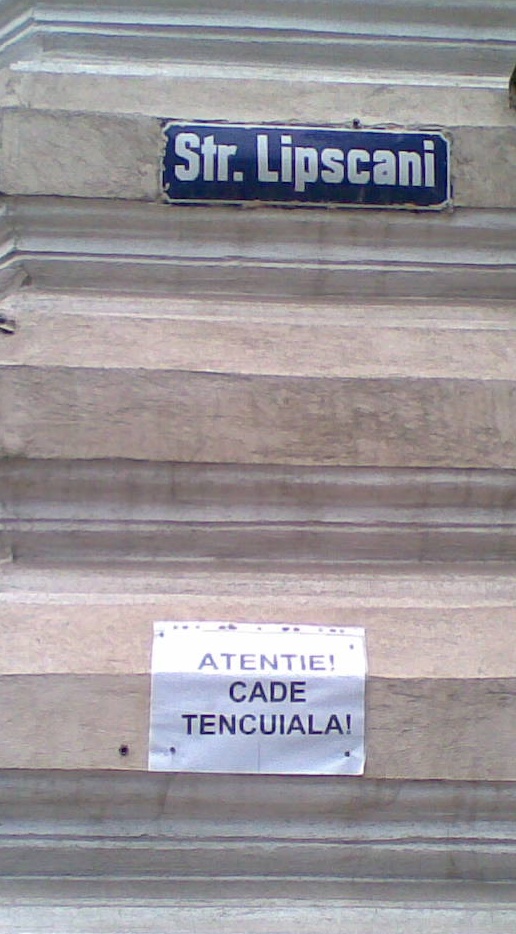 Str. Lipscani
ATENTIE!
CADE
TENCUIALA!